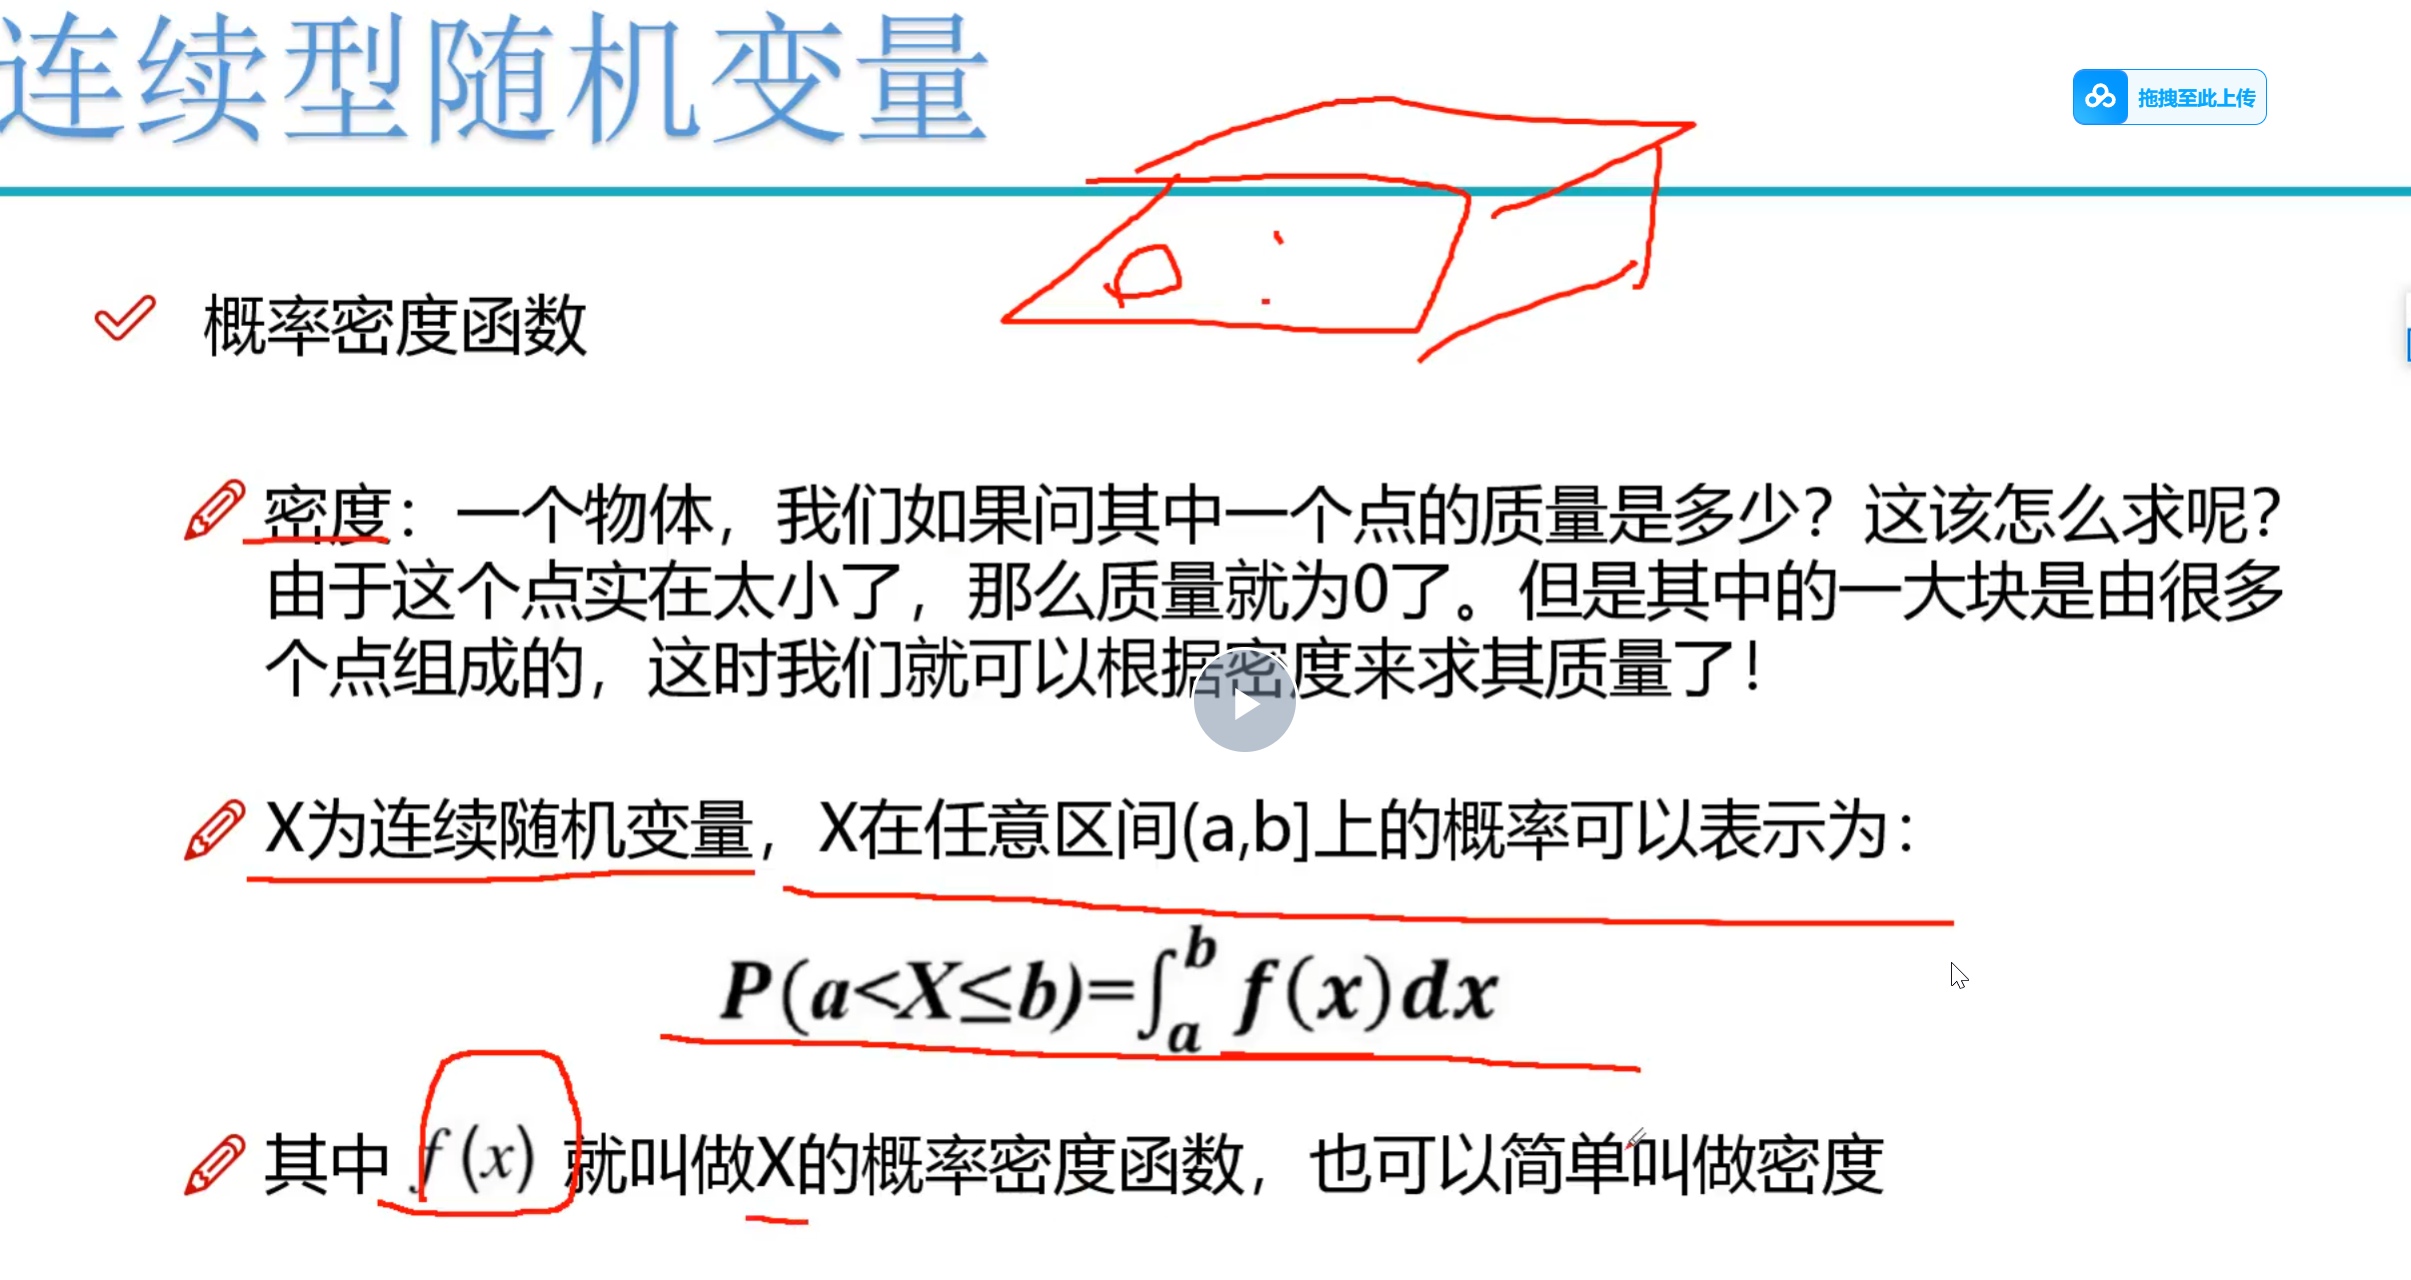 连续型随机变量
拖拽至此上传
概率密度函数
密度：一个物体，我们如果问其中一个点的质量是多少？这该怎么求呢？
由于这个点实在太小了，那么质量就为0了。但是其中的一大块是由很多
个点组成的，这时我们就可以根据密度来求其质量了！
X为连续随机变量，X在任意区间(a,b]上的概率可以表示为：
P(a<X≤b)=∫ₐᵇ f(x)dx
其中 f(x) 就叫做X的概率密度函数，也可以简单叫做密度